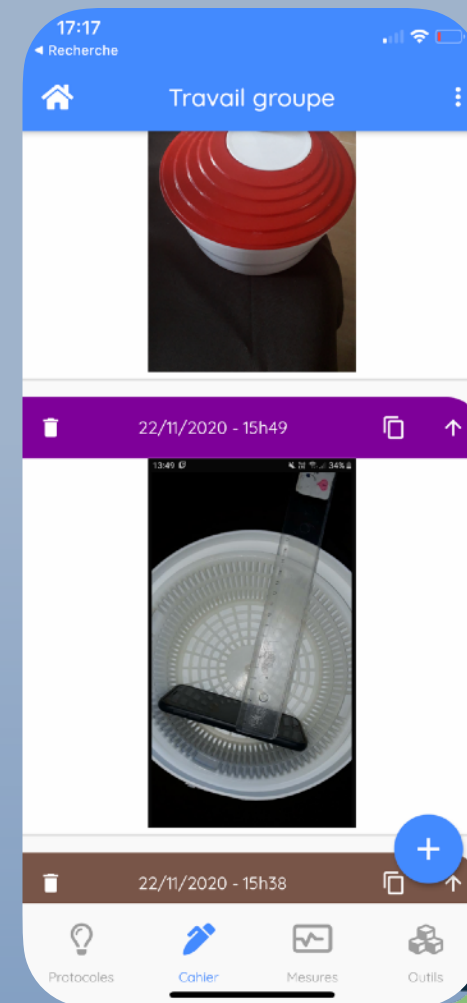 17:17
◀ Recherche
Travail groupe
22/11/2020 - 15h49
13:49
34%
22/11/2020 - 15h38
Protocoles
Cahier
Mesures
Outils